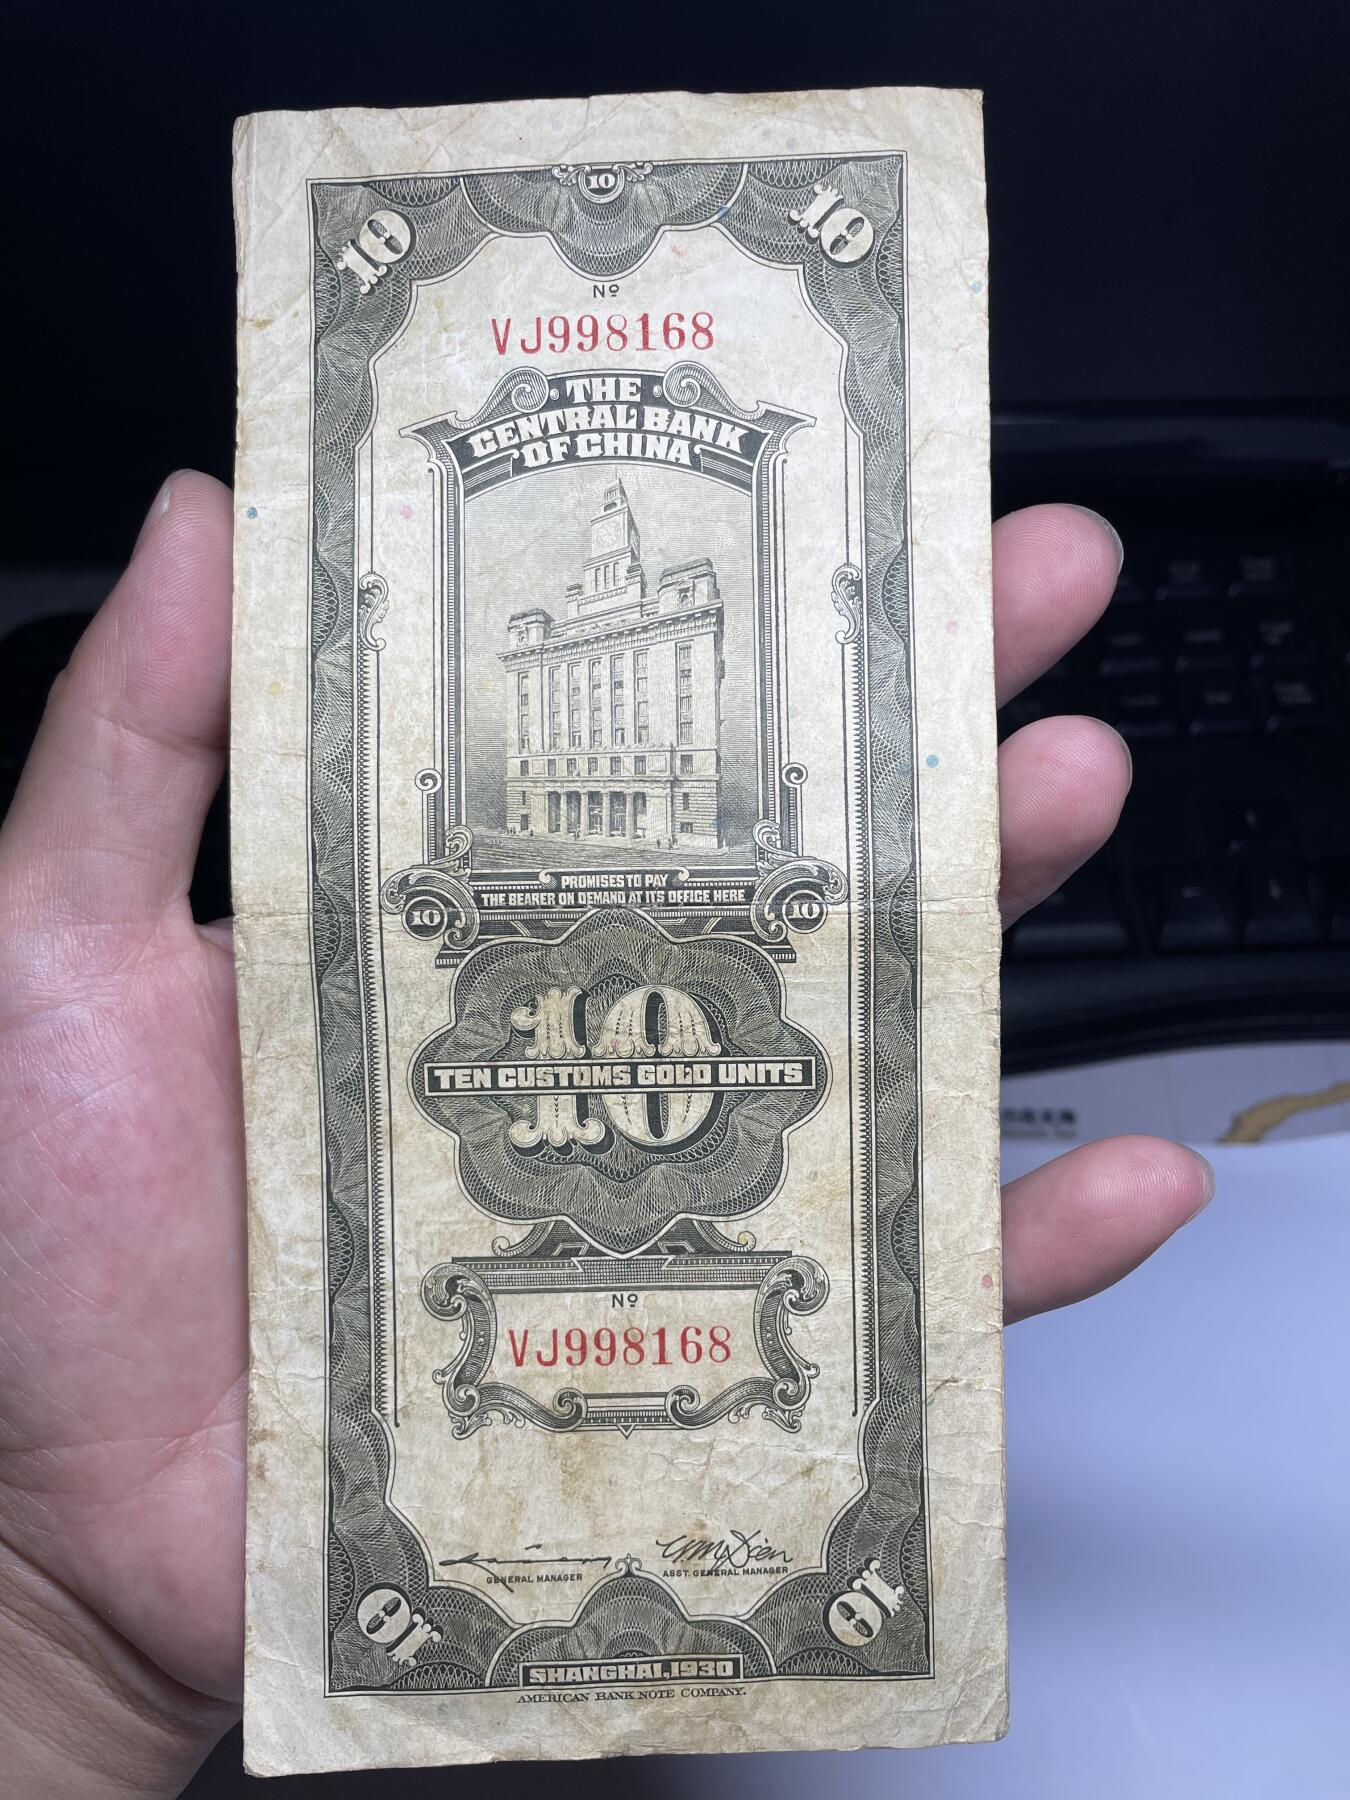 10
10
10
Nº
VJ998168
THE
CENTRAL BANK
OF CHINA
PROMISES TO PAY
THE BEARER ON DEMAND AT ITS OFFICE HERE
10
10
10
TEN CUSTOMS GOLD UNITS
Nº
VJ998168
GENERAL MANAGER
ASST. GENERAL MANAGER
10
10
SHANGHAI, 1930
AMERICAN BANK NOTE COMPANY.